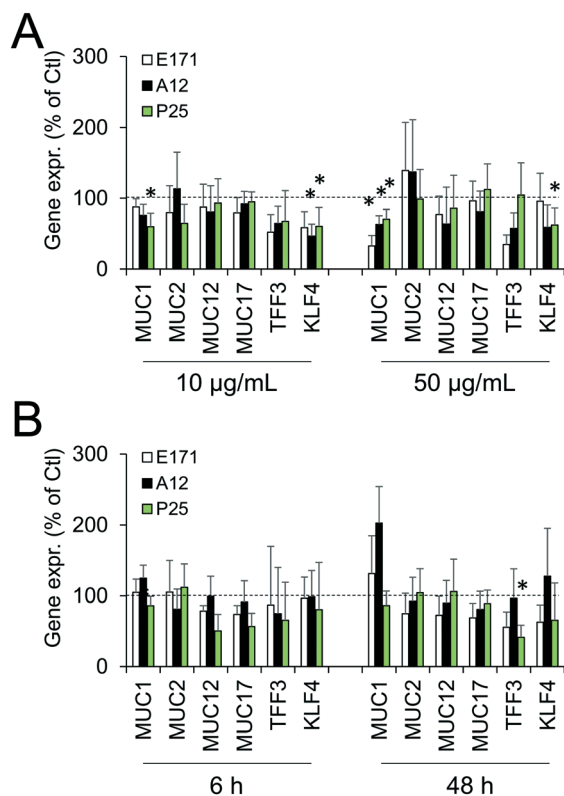 A
Gene expr. (% of Ctl)
300
200
100
0
E171
A12
P25
* * * * * * *
MUC1 MUC2 MUC12 MUC17 TFF3 KLF4 MUC1 MUC2 MUC12 MUC17 TFF3 KLF4
10 µg/mL 50 µg/mL
B
Gene expr. (% of Ctl)
300
200
100
0
E171
A12
P25
*
MUC1 MUC2 MUC12 MUC17 TFF3 KLF4 MUC1 MUC2 MUC12 MUC17 TFF3 KLF4
6 h 48 h